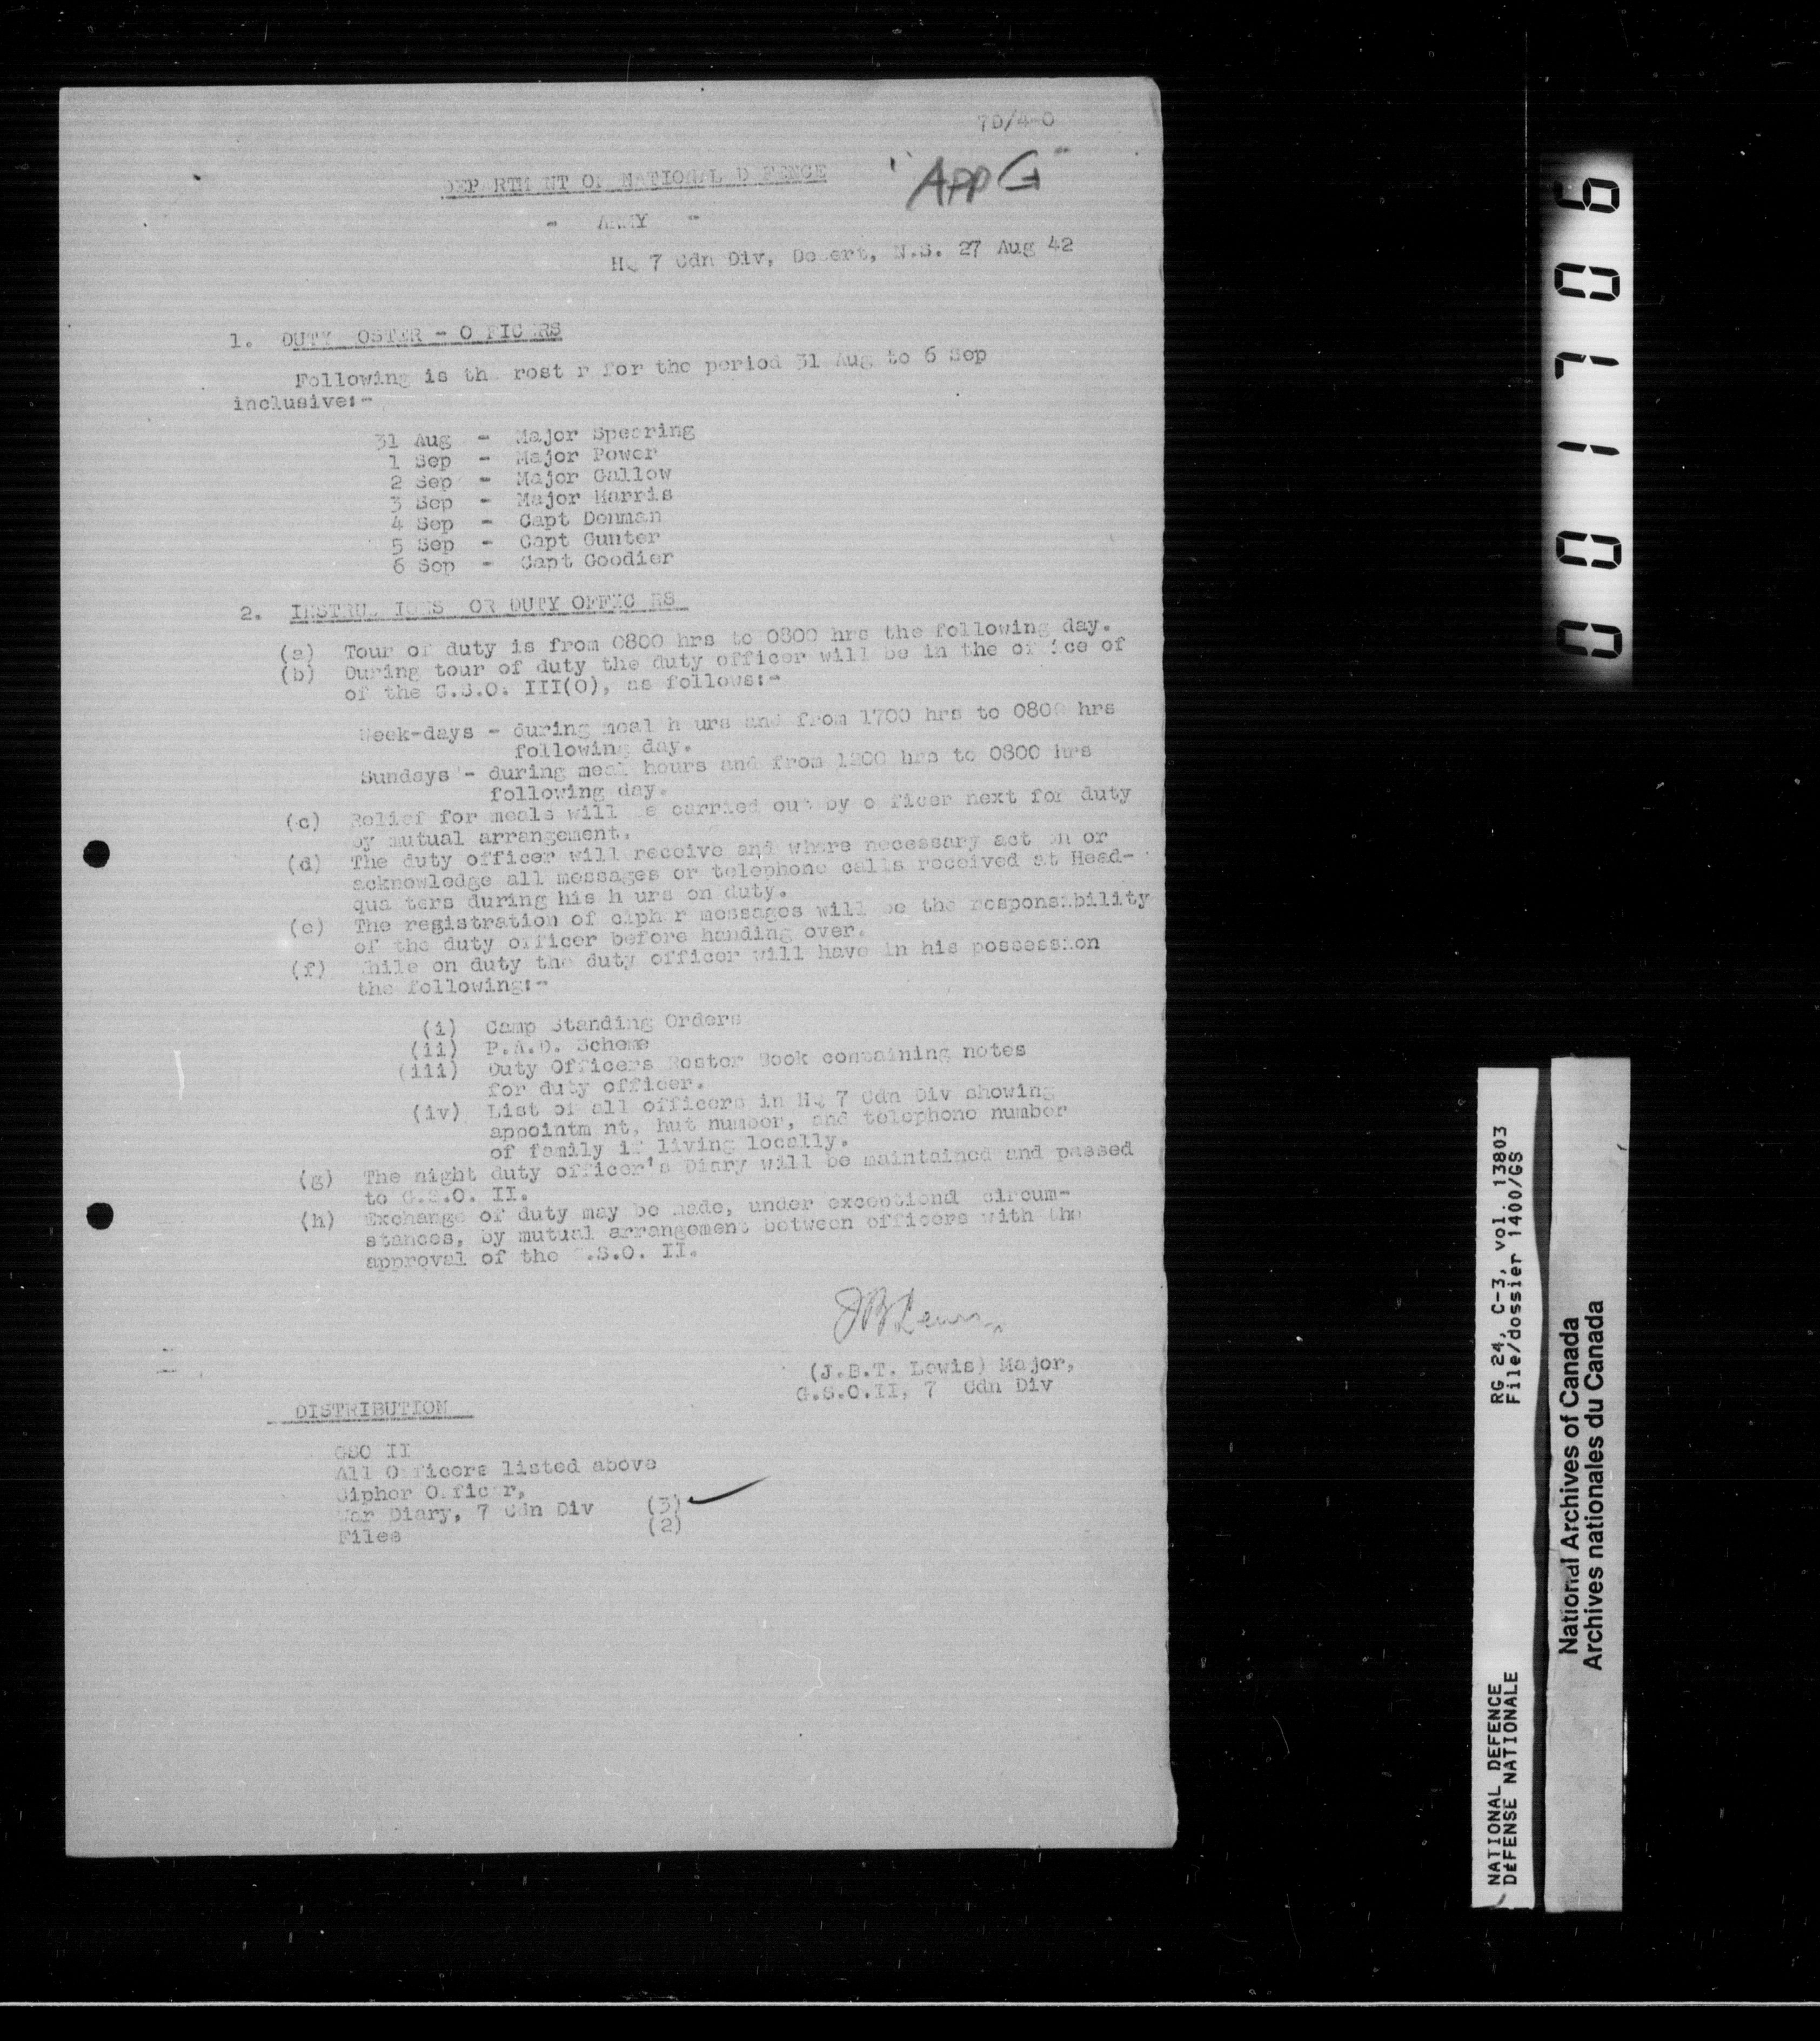 7D/4-0
"APP G"
DEPARTMENT OF NATIONAL DEFENCE
- ARMY -
HQ 7 Cdn Div, Debert, N.S. 27 Aug 42
1. DUTY ROSTER - OFFICERS
Following is the roster for the period 31 Aug to 6 Sep
inclusive:-
31 Aug - Major Spearing
1 Sep - Major Power
2 Sep - Major Gallow
3 Sep - Major Harris
4 Sep - Capt Denman
5 Sep - Capt Gunter
6 Sep - Capt Goodier
2. INSTRUCTIONS FOR DUTY OFFICERS
(a) Tour of duty is from 0800 hrs to 0800 hrs the following day.
(b) During tour of duty the duty officer will be in the office of
of the G.S.O. III(O), as follows:-
Week-days - during meal hours and from 1700 hrs to 0800 hrs
following day.
Sundays - during meal hours and from 1200 hrs to 0800 hrs
following day.
(c) Relief for meals will be carried out by officer next for duty
by mutual arrangement.
(d) The duty officer will receive and where necessary action or
acknowledge all messages or telephone calls received at Head-
quarters during his hours on duty.
(e) The registration of cipher messages will be the responsibility
of the duty officer before handing over.
(f) While on duty the duty officer will have in his possession
the following:-
(i) Camp Standing Orders
(ii) P.A.D. Scheme
(iii) Duty Officers Roster Book containing notes
for duty officer.
(iv) List of all officers in HQ 7 Cdn Div showing
appointment, hut number, and telephone number
of family if living locally.
(g) The night duty officer's Diary will be maintained and passed
to G.S.O. II.
(h) Exchange of duty may be made, under exceptional circum-
stances, by mutual arrangement between officers with the
approval of the G.S.O. II.
JB Lewis
(J.B.T. Lewis) Major,
G.S.O.II, 7 Cdn Div
DISTRIBUTION
GSO II
All Officers listed above
Cipher Officer,
War Diary, 7 Cdn Div (3)
Files (2)
001706
RG 24, C-3, vol. 13803
File/dossier 1400/GS
NATIONAL DEFENCE
DÉFENSE NATIONALE
National Archives of Canada
Archives nationales du Canada